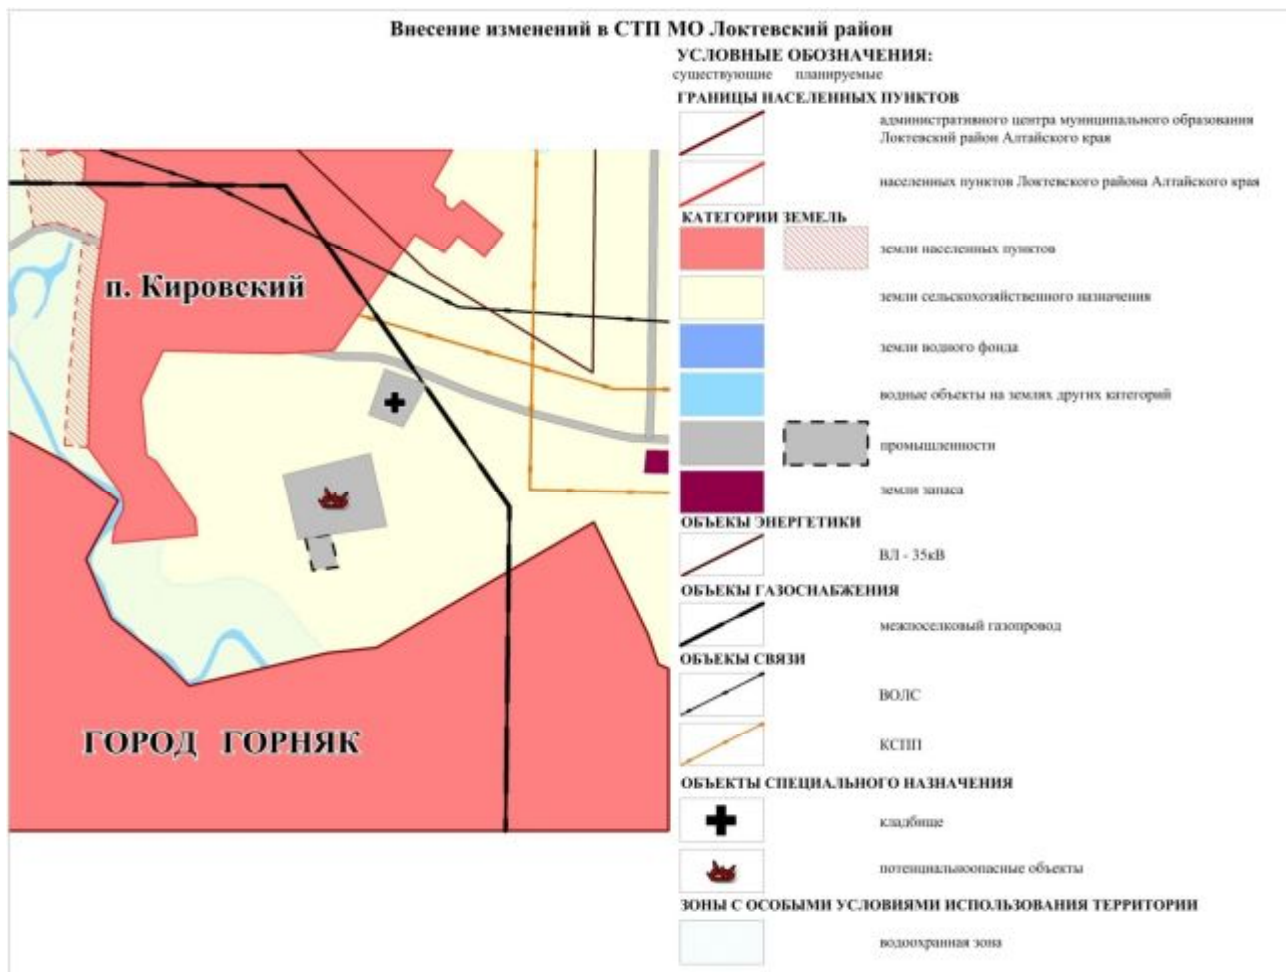 Внесение изменений в СТП МО Локтевский район
УСЛОВНЫЕ ОБОЗНАЧЕНИЯ:
существующие планируемые
ГРАНИЦЫ НАСЕЛЕННЫХ ПУНКТОВ
административного центра муниципального образования
Локтевский район Алтайского края
населенных пунктов Локтевского района Алтайского края
КАТЕГОРИИ ЗЕМЕЛЬ
земли населенных пунктов
земли сельскохозяйственного назначения
земли водного фонда
водные объекты на землях других категорий
промышленности
земли запаса
ОБЪЕКЫ ЭНЕРГЕТИКИ
ВЛ - 35кВ
ОБЪЕКЫ ГАЗОСНАБЖЕНИЯ
межпоселковый газопровод
ОБЪЕКЫ СВЯЗИ
ВОЛС
КСПП
ОБЪЕКТЫ СПЕЦИАЛЬНОГО НАЗНАЧЕНИЯ
кладбище
потенциальноопасные объекты
ЗОНЫ С ОСОБЫМИ УСЛОВИЯМИ ИСПОЛЬЗОВАНИЯ ТЕРРИТОРИИ
водоохранная зона
п. Кировский
ГОРОД ГОРНЯК